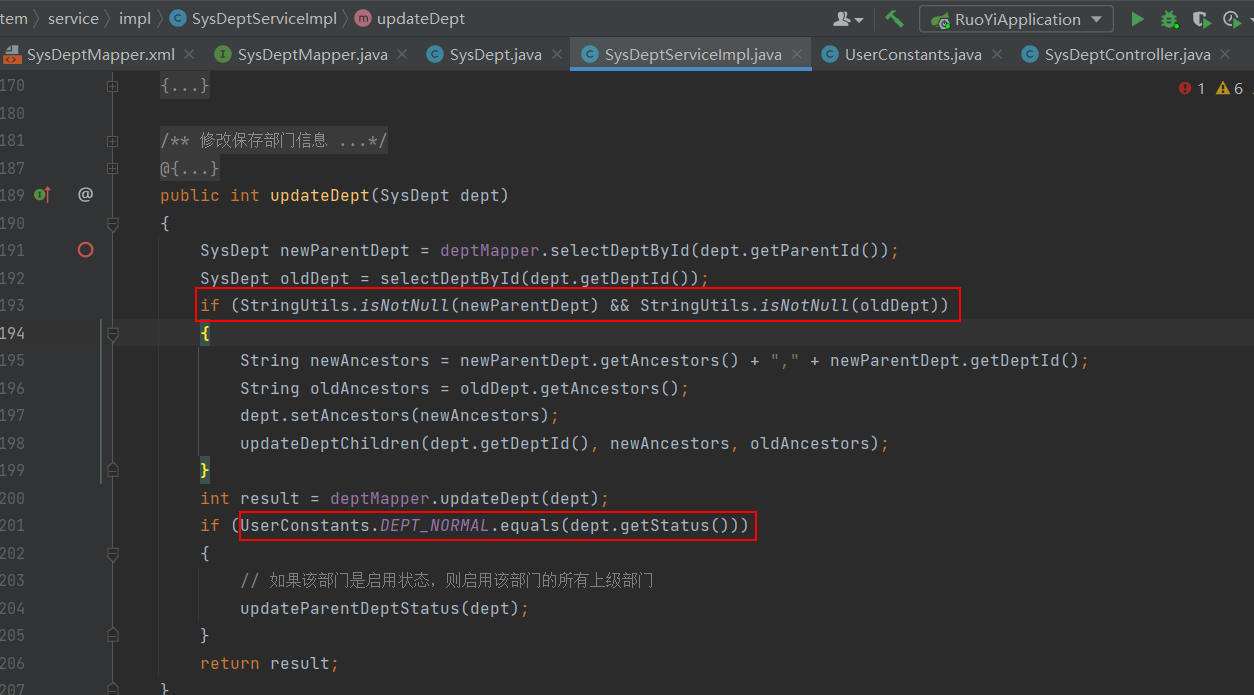 tem 〉 service 〉 impl 〉 C SysDeptServiceImpl 〉 m updateDept RuoYiApplication
SysDeptMapper.xml × I SysDeptMapper.java × C SysDept.java × C SysDeptServiceImpl.java × C UserConstants.java × C SysDeptController.java ×
170 {...} 1 6
180
181 /** 修改保存部门信息 ...*/
187 @{...}
189 @ public int updateDept(SysDept dept)
190 {
191 SysDept newParentDept = deptMapper.selectDeptById(dept.getParentId());
192 SysDept oldDept = selectDeptById(dept.getDeptId());
193 if (StringUtils.isNotNull(newParentDept) && StringUtils.isNotNull(oldDept))
194 {
195 String newAncestors = newParentDept.getAncestors() + "," + newParentDept.getDeptId();
196 String oldAncestors = oldDept.getAncestors();
197 dept.setAncestors(newAncestors);
198 updateDeptChildren(dept.getDeptId(), newAncestors, oldAncestors);
199 }
200 int result = deptMapper.updateDept(dept);
201 if (UserConstants.DEPT_NORMAL.equals(dept.getStatus()))
202 {
203 // 如果该部门是启用状态，则启用该部门的所有上级部门
204 updateParentDeptStatus(dept);
205 }
206 return result;
207 }